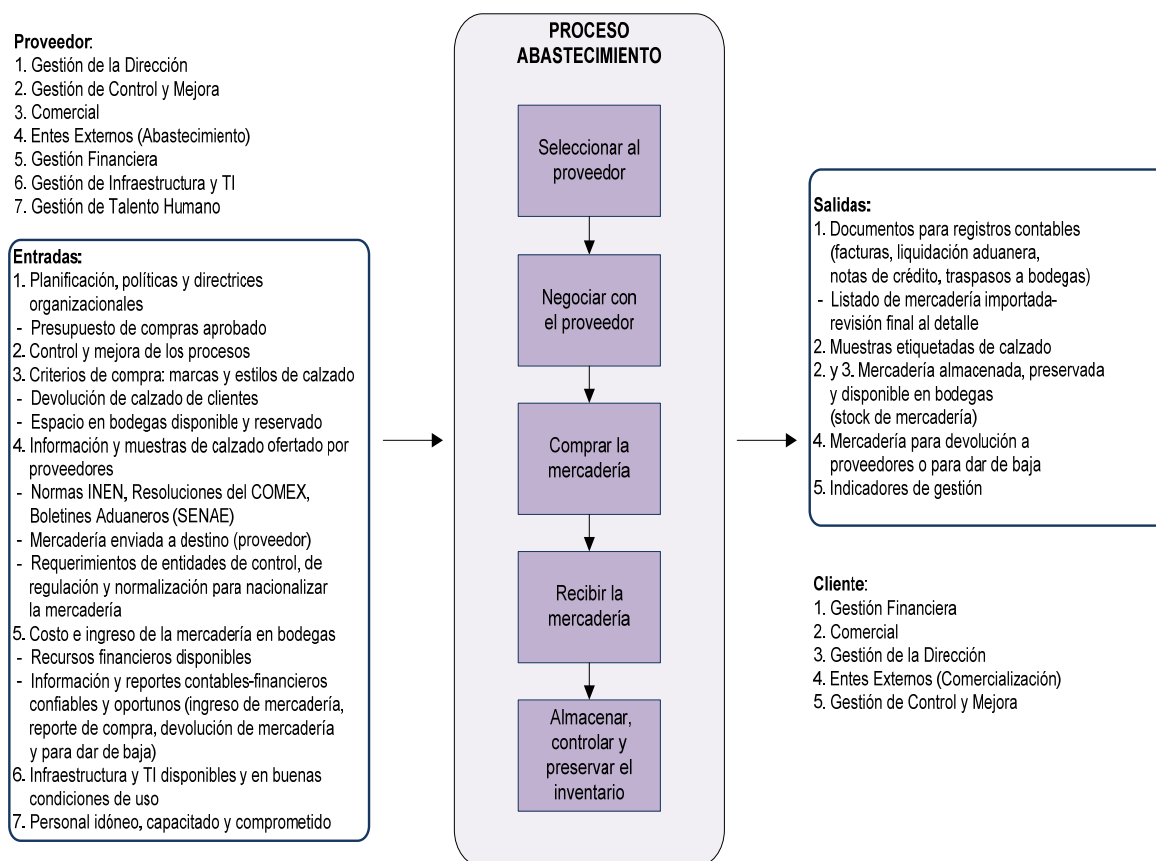 Proveedor:
1. Gestión de la Dirección
2. Gestión de Control y Mejora
3. Comercial
4. Entes Externos (Abastecimiento)
5. Gestión Financiera
6. Gestión de Infraestructura y TI
7. Gestión de Talento Humano
Entradas:
1. Planificación, políticas y directrices
organizacionales
- Presupuesto de compras aprobado
2. Control y mejora de los procesos
3. Criterios de compra: marcas y estilos de calzado
- Devolución de calzado de clientes
- Espacio en bodegas disponible y reservado
4. Información y muestras de calzado ofertado por
proveedores
- Normas INEN, Resoluciones del COMEX,
Boletines Aduaneros (SENAE)
- Mercadería enviada a destino (proveedor)
- Requerimientos de entidades de control, de
regulación y normalización para nacionalizar
la mercadería
5. Costo e ingreso de la mercadería en bodegas
- Recursos financieros disponibles
- Información y reportes contables-financieros
confiables y oportunos (ingreso de mercadería,
reporte de compra, devolución de mercadería
y para dar de baja)
6. Infraestructura y TI disponibles y en buenas
condiciones de uso
7. Personal idóneo, capacitado y comprometido
PROCESO
ABASTECIMIENTO
Seleccionar al
proveedor
Negociar con
el proveedor
Comprar la
mercadería
Recibir la
mercadería
Almacenar,
controlar y
preservar el
inventario
Salidas:
1. Documentos para registros contables
(facturas, liquidación aduanera,
notas de crédito, traspasos a bodegas)
- Listado de mercadería importada-
revisión final al detalle
2. Muestras etiquetadas de calzado
2. y 3. Mercadería almacenada, preservada
y disponible en bodegas
(stock de mercadería)
4. Mercadería para devolución a
proveedores o para dar de baja
5. Indicadores de gestión
Cliente:
1. Gestión Financiera
2. Comercial
3. Gestión de la Dirección
4. Entes Externos (Comercialización)
5. Gestión de Control y Mejora